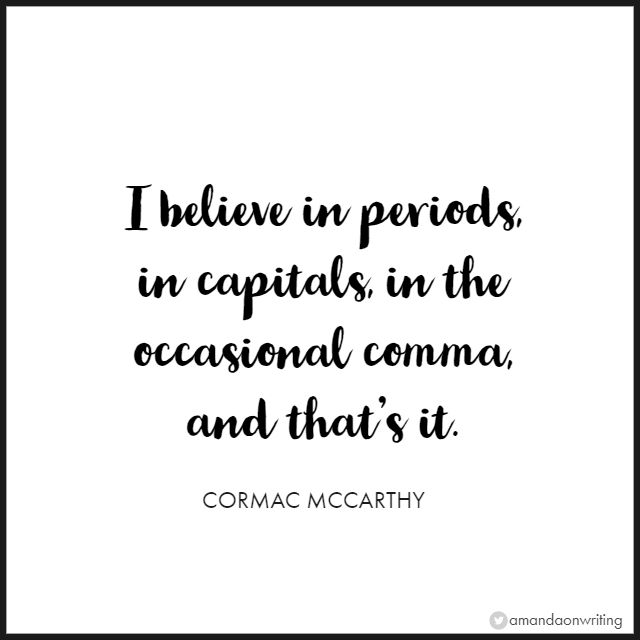 I believe in periods,
in capitals, in the
occasional comma,
and that's it.
CORMAC MCCARTHY
amandaonwriting